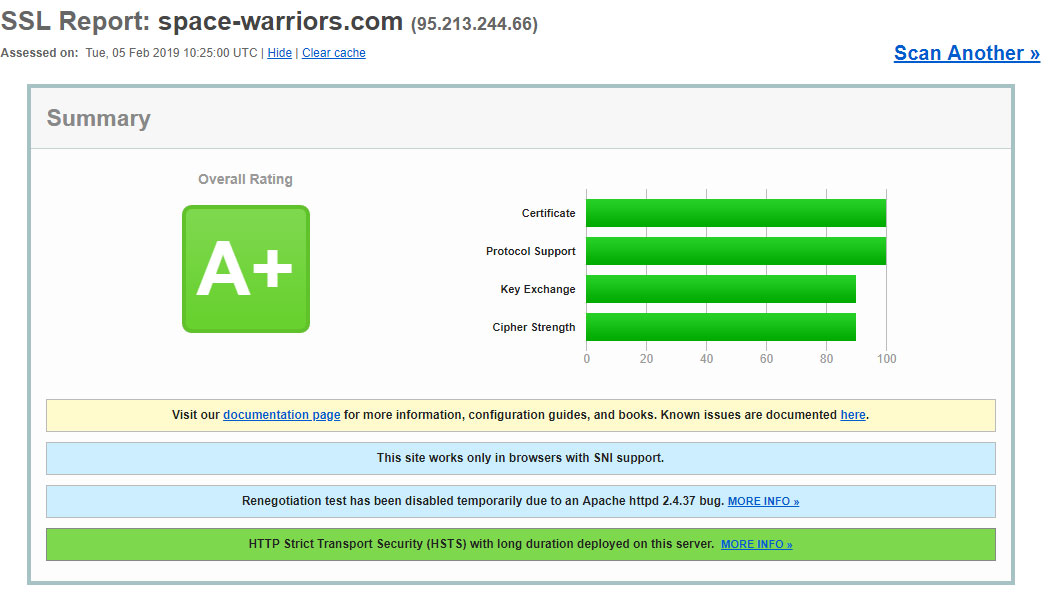 SSL Report: space-warriors.com (95.213.244.66)
Assessed on: Tue, 05 Feb 2019 10:25:00 UTC | Hide | Clear cache
Scan Another »
Summary
Overall Rating
A+
Certificate
Protocol Support
Key Exchange
Cipher Strength
0 20 40 60 80 100
Visit our documentation page for more information, configuration guides, and books. Known issues are documented here.
This site works only in browsers with SNI support.
Renegotiation test has been disabled temporarily due to an Apache httpd 2.4.37 bug. MORE INFO »
HTTP Strict Transport Security (HSTS) with long duration deployed on this server. MORE INFO »